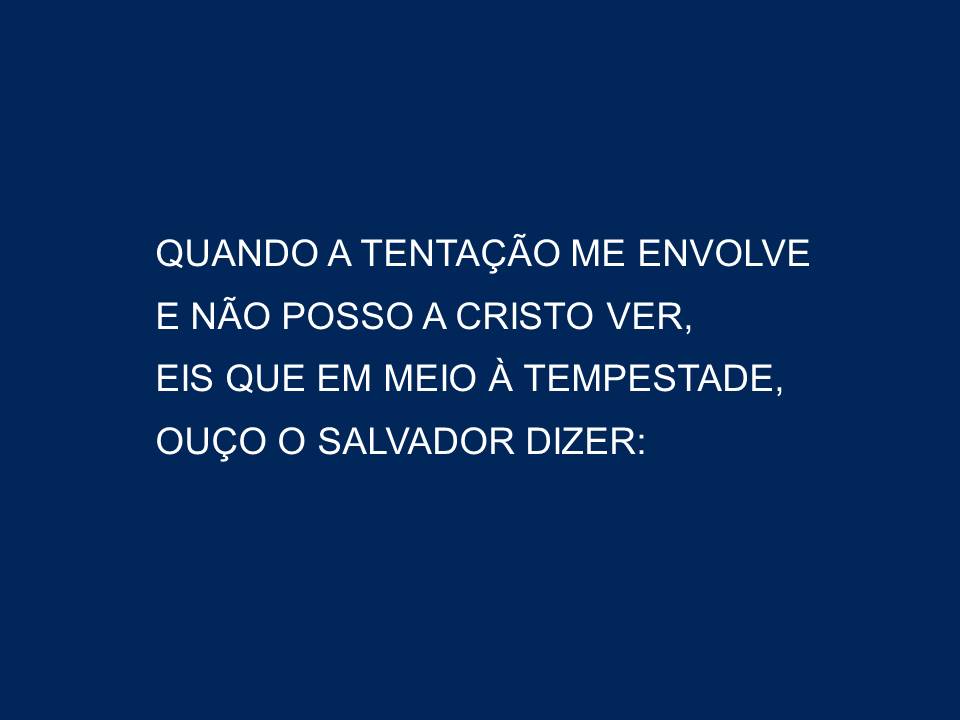 QUANDO A TENTAÇÃO ME ENVOLVE
E NÃO POSSO A CRISTO VER,
EIS QUE EM MEIO À TEMPESTADE,
OUÇO O SALVADOR DIZER: